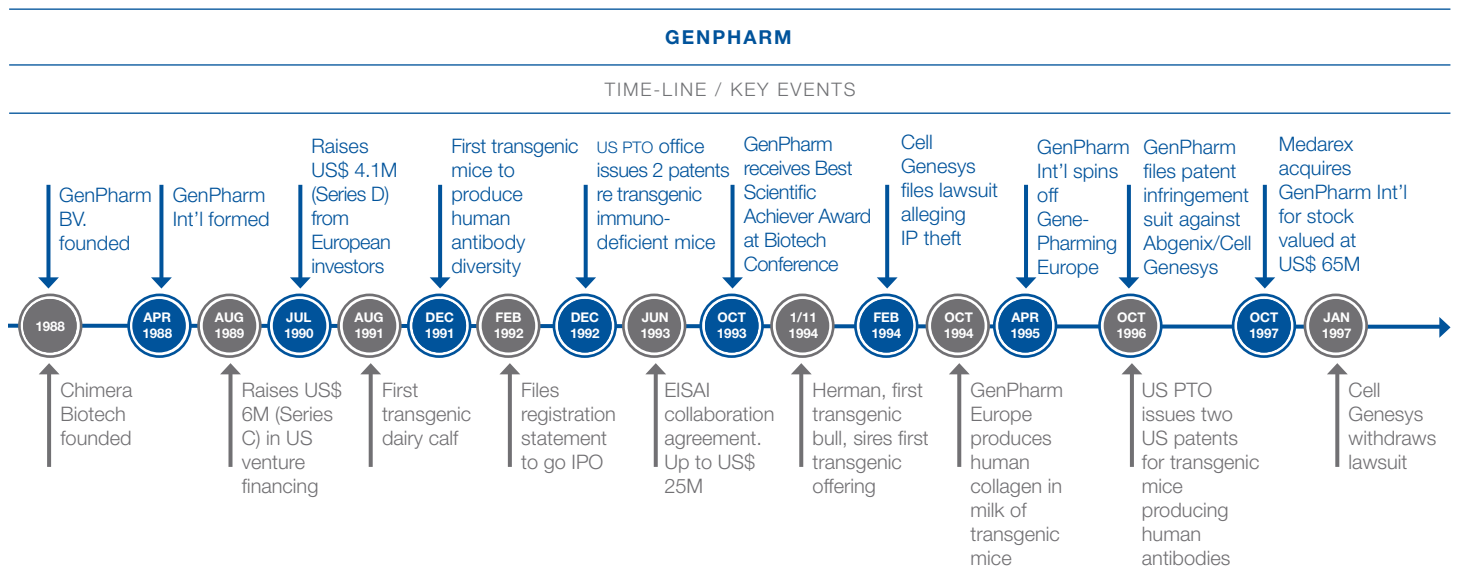 GENPHARM
TIME-LINE / KEY EVENTS
GenPharm
BV.
founded
GenPharm
Int'l formed
Raises
US$ 4.1M
(Series D)
from
European
investors
First transgenic
mice to
produce
human
antibody
diversity
US PTO office
issues 2 patents
re transgenic
immuno-
deficient mice
GenPharm
receives Best
Scientific
Achiever Award
at Biotech
Conference
Cell
Genesys
files lawsuit
alleging
IP theft
GenPharm
Int'l spins
off
Gene-
Pharming
Europe
GenPharm
files patent
infringement
suit against
Abgenix/Cell
Genesys
Medarex
acquires
GenPharm Int'l
for stock
valued at
US$ 65M
1988
APR
1988
AUG
1989
JUL
1990
AUG
1991
DEC
1991
FEB
1992
DEC
1992
JUN
1993
OCT
1993
1/11
1994
FEB
1994
OCT
1994
APR
1995
OCT
1996
OCT
1997
JAN
1997
Chimera
Biotech
founded
Raises US$
6M (Series
C) in US
venture
financing
First
transgenic
dairy calf
Files
registration
statement
to go IPO
EISAI
collaboration
agreement.
Up to US$
25M
Herman, first
transgenic
bull, sires first
transgenic
offering
GenPharm
Europe
produces
human
collagen in
milk of
transgenic
mice
US PTO
issues two
US patents
for transgenic
mice
producing
human
antibodies
Cell
Genesys
withdraws
lawsuit